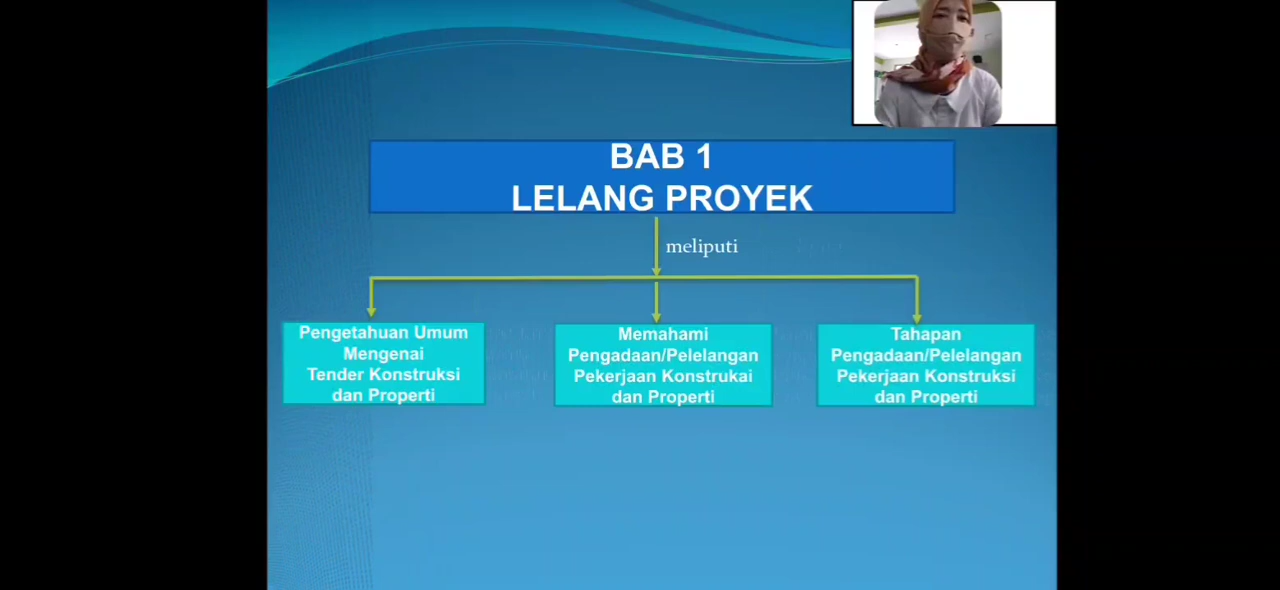 BAB 1
LELANG PROYEK
meliputi
Pengetahuan Umum
Mengenai
Tender Konstruksi
dan Properti
Memahami
Pengadaan/Pelelangan
Pekerjaan Konstrukai
dan Properti
Tahapan
Pengadaan/Pelelangan
Pekerjaan Konstruksi
dan Properti